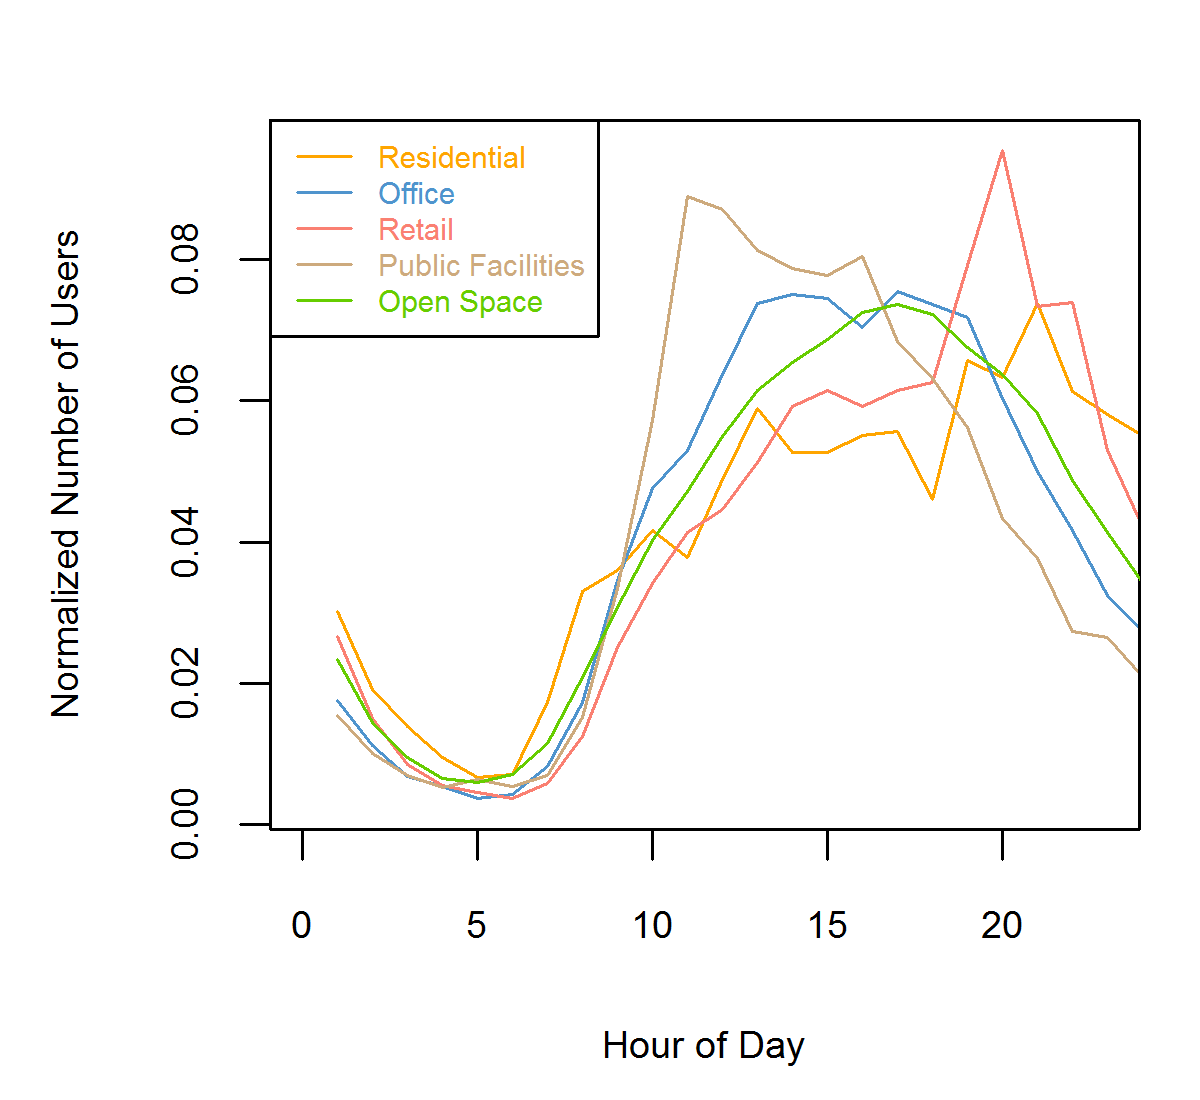 Residential
Office
Retail
Public Facilities
Open Space
Normalized Number of Users
0.08
0.06
0.04
0.02
0.00
0 5 10 15 20
Hour of Day